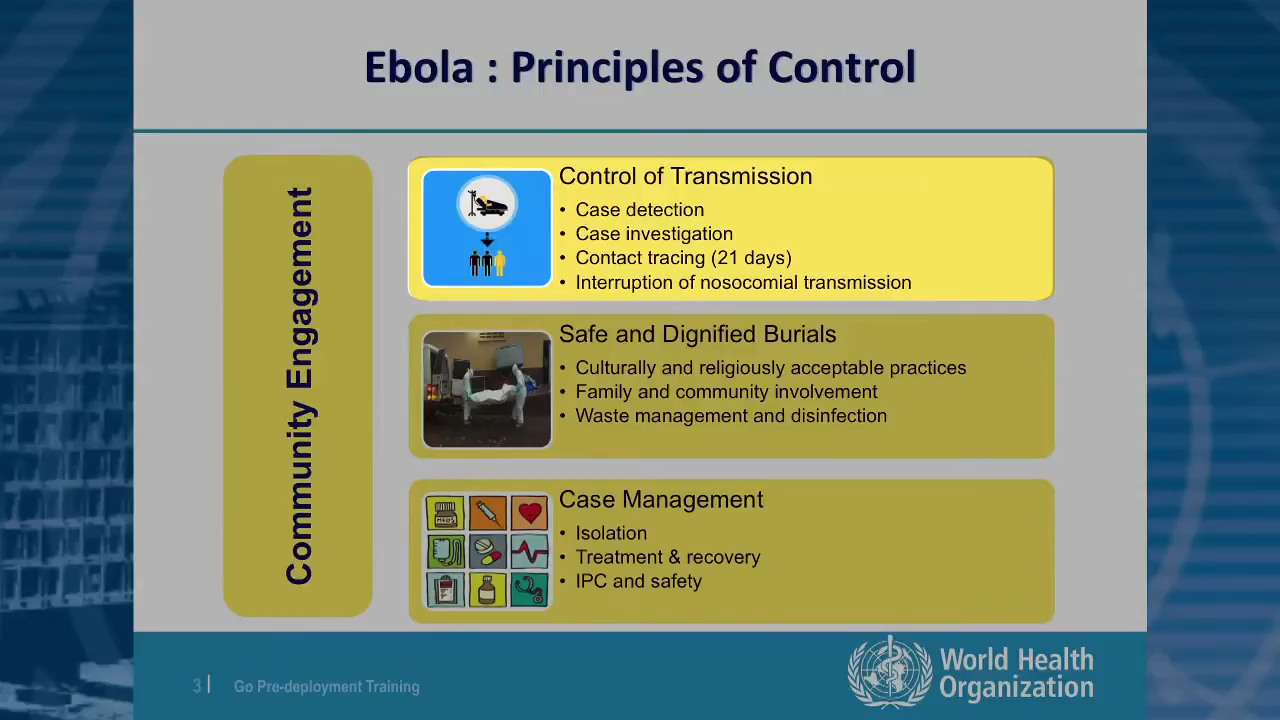 Ebola : Principles of Control
Community Engagement
Control of Transmission
• Case detection
• Case investigation
• Contact tracing (21 days)
• Interruption of nosocomial transmission
Safe and Dignified Burials
• Culturally and religiously acceptable practices
• Family and community involvement
• Waste management and disinfection
MEDS
Case Management
• Isolation
• Treatment & recovery
• IPC and safety
3 | Go Pre-deployment Training
World Health
Organization